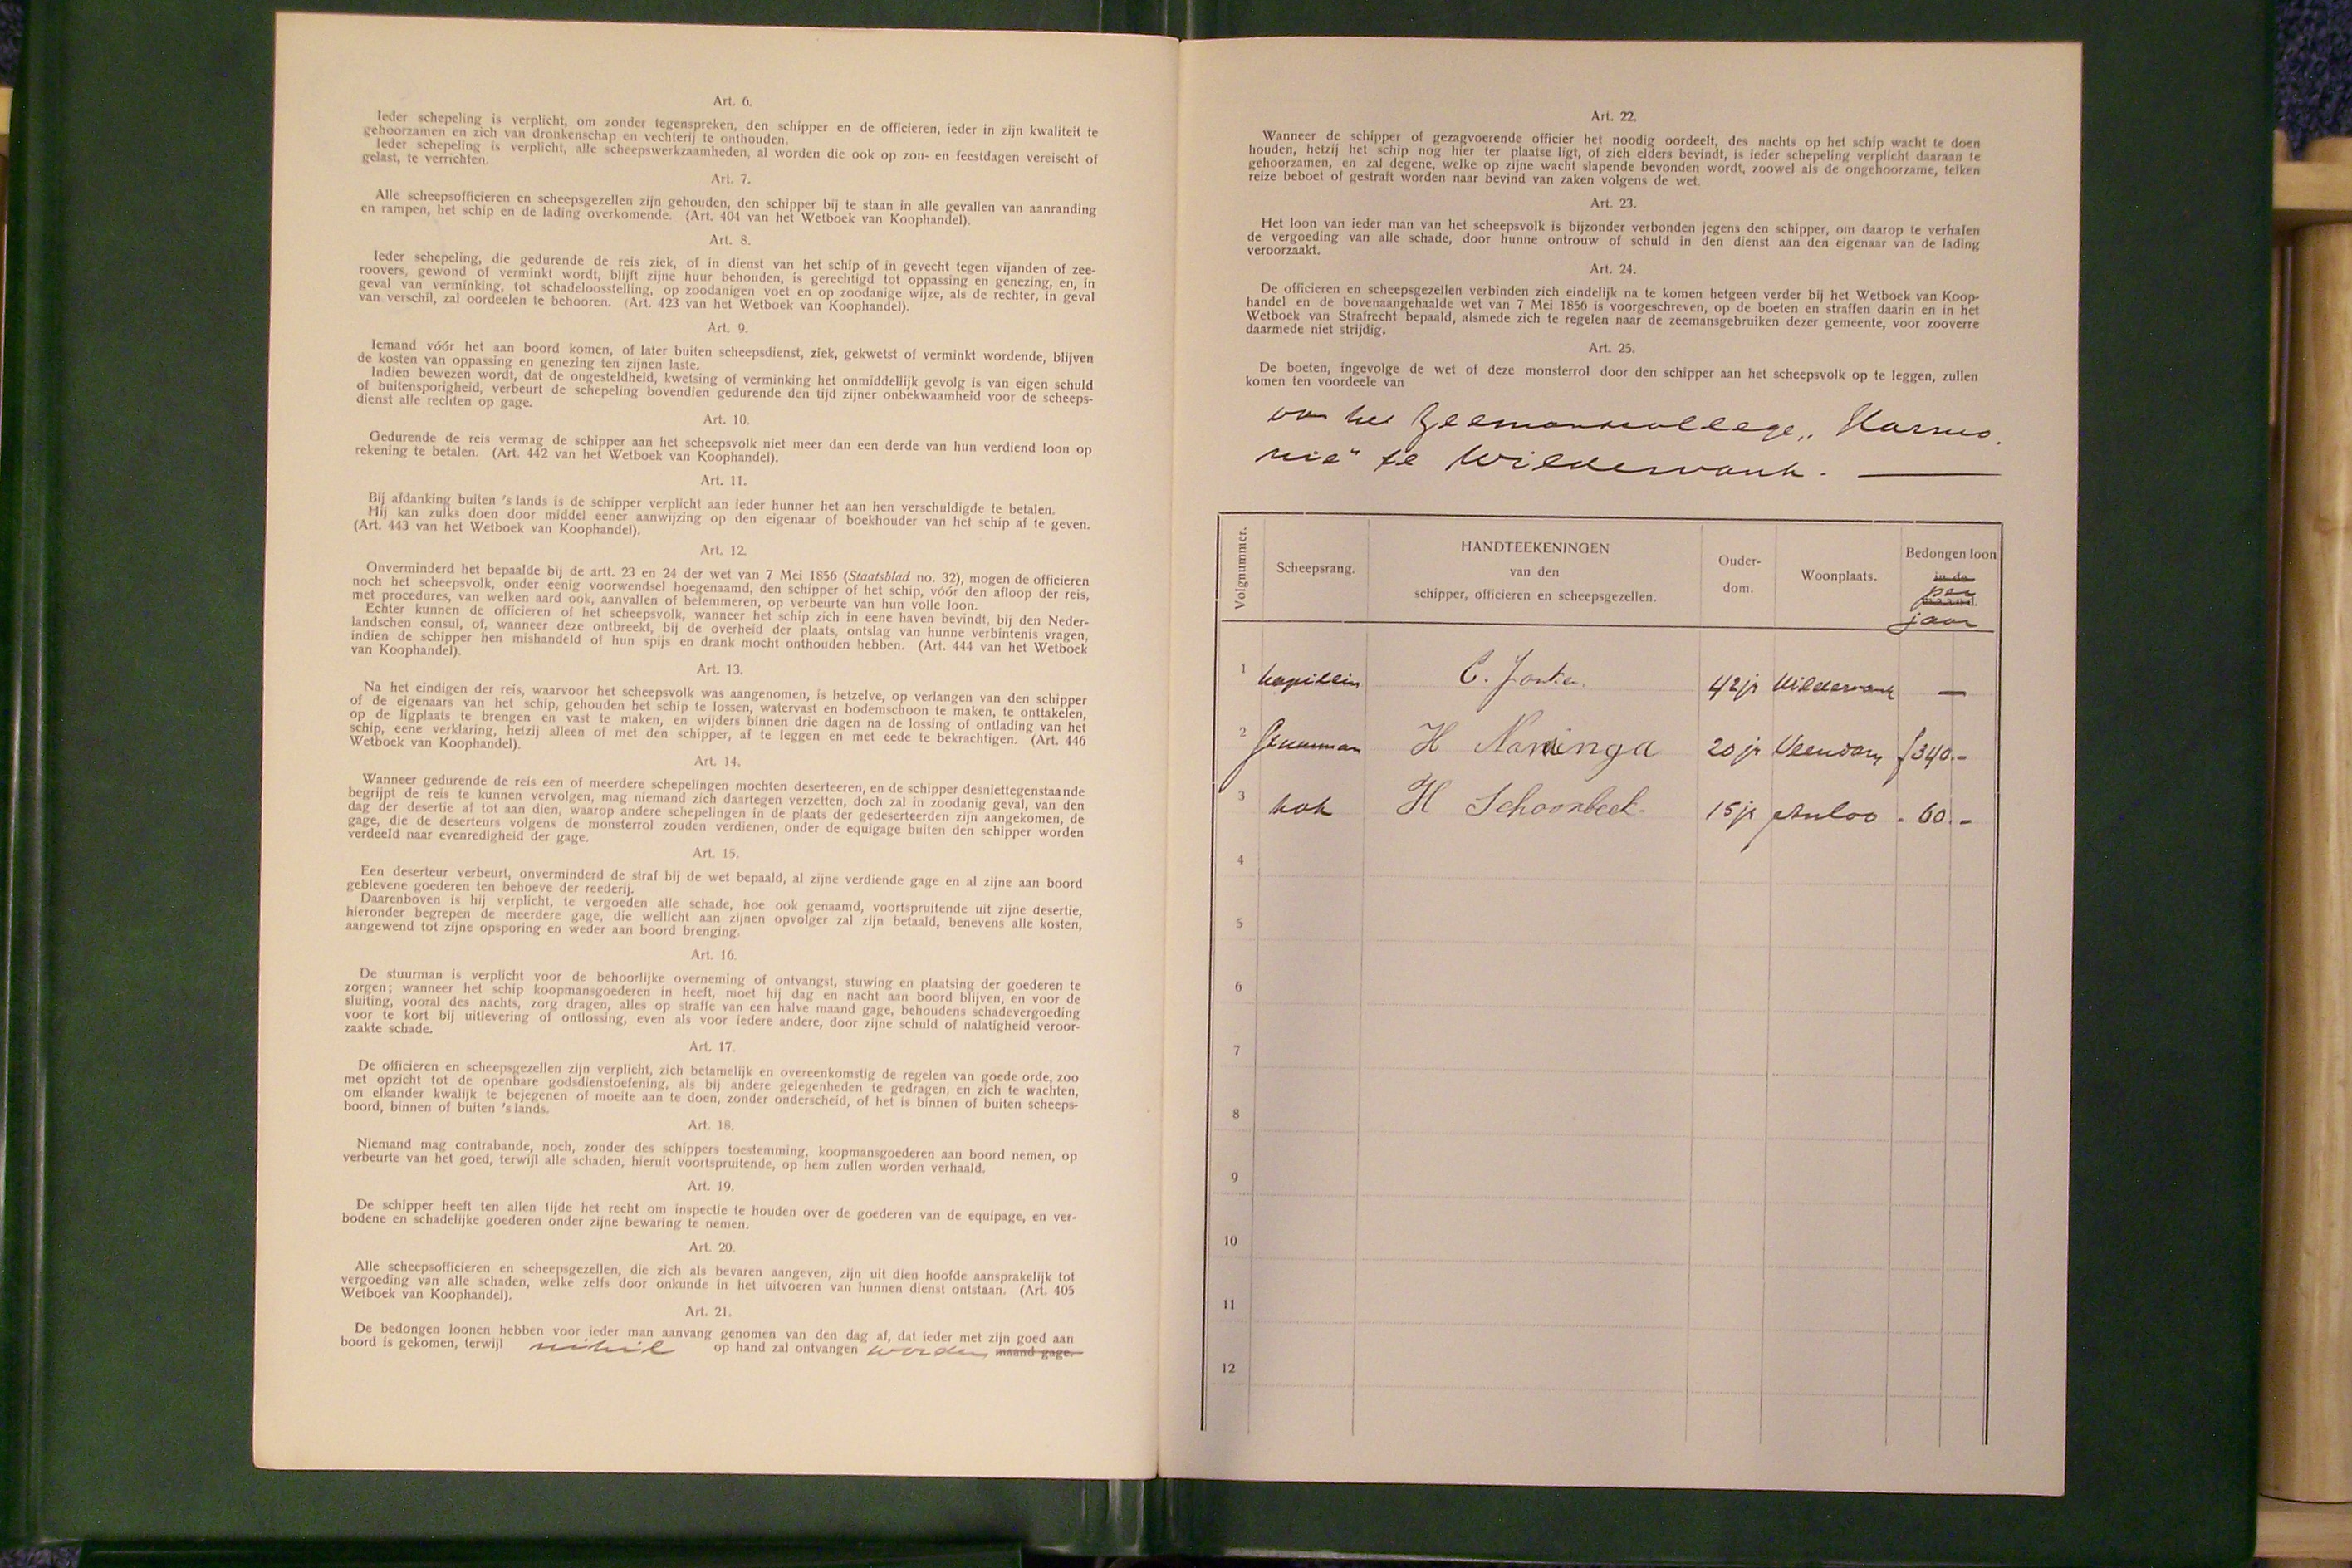 Art. 6.
Ieder schepeling is verplicht, om zonder tegenspreken, den schipper en de officieren, ieder in zijn kwaliteit te
gehoorzamen en zich van dronkenschap en vechterij te onthouden.
Ieder schepeling is verplicht, alle scheepswerkzaamheden, al worden die ook op zon- en feestdagen vereischt of
gelast, te verrichten.
Art. 7.
Alle scheepsofficieren en scheepsgezellen zijn gehouden, den schipper bij te staan in alle gevallen van aanranding
en rampen, het schip en de lading overkomende. (Art. 404 van het Wetboek van Koophandel).
Art. 8.
Ieder schepeling, die gedurende de reis ziek, of in dienst van het schip of in gevecht tegen vijanden of zee-
roovers, gewond of verminkt wordt, blijft zijne huur behouden, is gerechtigd tot oppassing en genezing, en, in
geval van verminking, tot schadeloosstelling, op zoodanigen voet en op zoodanige wijze, als de rechter, in geval
van verschil, zal oordeelen te behooren. (Art. 423 van het Wetboek van Koophandel).
Art. 9.
Iemand vóór het aan boord komen, of later buiten scheepsdienst, ziek, gekwetst of verminkt wordende, blijven
de kosten van oppassing en genezing ten zijnen laste.
Indien bewezen wordt, dat de ongesteldheid, kwetsing of verminking het onmiddellijk gevolg is van eigen schuld
of buitensporigheid, verbeurt de schepeling bovendien gedurende den tijd zijner onbekwaamheid voor de scheeps-
dienst alle rechten op gage.
Art. 10.
Gedurende de reis vermag de schipper aan het scheepsvolk niet meer dan een derde van hun verdiend loon op
rekening te betalen. (Art. 442 van het Wetboek van Koophandel).
Art. 11.
Bij afdanking buiten 's lands is de schipper verplicht aan ieder hunner het aan hen verschuldigde te betalen.
Hij kan zulks doen door middel eener aanwijzing op den eigenaar of boekhouder van het schip af te geven.
(Art. 443 van het Wetboek van Koophandel).
Art. 12.
Onverminderd het bepaalde bij de artt. 23 en 24 der wet van 7 Mei 1856 (Staatsblad no. 32), mogen de officieren
noch het scheepsvolk, onder eenig voorwendsel hoegenaamd, den schipper of het schip, vóór den afloop der reis,
met procedures, van welken aard ook, aanvallen of belemmeren, op verbeurte van hun volle loon.
Echter kunnen de officieren of het scheepsvolk, wanneer het schip zich in eene haven bevindt, bij den Neder-
landschen consul, of, wanneer deze ontbreekt, bij de overheid der plaats, ontslag van hunne verbintenis vragen,
indien de schipper hen mishandeld of hun spijs en drank mocht onthouden hebben. (Art. 444 van het Wetboek
van Koophandel).
Art. 13.
Na het eindigen der reis, waarvoor het scheepsvolk was aangenomen, is hetzelve, op verlangen van den schipper
of de eigenaars van het schip, gehouden het schip te lossen, watervast en bodemschoon te maken, te onttakelen,
op de ligplaats te brengen en vast te maken, en wijders binnen drie dagen na de lossing of ontlading van het
schip, eene verklaring, hetzij alleen of met den schipper, af te leggen en met eede te bekrachtigen. (Art. 446
Wetboek van Koophandel).
Art. 14.
Wanneer gedurende de reis een of meerdere schepelingen mochten deserteeren, en de schipper desniettegenstaande
begrijpt de reis te kunnen vervolgen, mag niemand zich daartegen verzetten, doch zal in zoodanig geval, van den
dag der desertie af tot aan dien, waarop andere schepelingen in de plaats der gedeserteerden zijn aangekomen, de
gage, die de deserteurs volgens de monsterrol zouden verdienen, onder de equigage buiten den schipper worden
verdeeld naar evenredigheid der gage.
Art. 15.
Een deserteur verbeurt, onverminderd de straf bij de wet bepaald, al zijne verdiende gage en al zijne aan boord
geblevene goederen ten behoeve der reederij.
Daarenboven is hij verplicht, te vergoeden alle schade, hoe ook genaamd, voortspruitende uit zijne desertie,
hieronder begrepen de meerdere gage, die wellicht aan zijnen opvolger zal zijn betaald, benevens alle kosten,
aangewend tot zijne opsporing en weder aan boord brenging.
Art. 16.
De stuurman is verplicht voor de behoorlijke overneming of ontvangst, stuwing en plaatsing der goederen te
zorgen; wanneer het schip koopmansgoederen in heeft, moet hij dag en nacht aan boord blijven, en voor de
sluiting, vooral des nachts, zorg dragen, alles op straffe van een halve maand gage, behoudens schadevergoeding
voor te kort bij uitlevering of ontlossing, even als voor iedere andere, door zijne schuld of nalatigheid veroor-
zaakte schade.
Art. 17.
De officieren en scheepsgezellen zijn verplicht, zich betamelijk en overeenkomstig de regelen van goede orde, zoo
met opzicht tot de openbare godsdienstoefening, als bij andere gelegenheden te gedragen, en zich te wachten,
om elkander kwalijk te bejegenen of moeite aan te doen, zonder onderscheid, of het is binnen of buiten scheeps-
boord, binnen of buiten 's lands.
Art. 18.
Niemand mag contrabande, noch, zonder des schippers toestemming, koopmansgoederen aan boord nemen, op
verbeurte van het goed, terwijl alle schaden, hieruit voortspruitende, op hem zullen worden verhaald.
Art. 19.
De schipper heeft ten allen tijde het recht om inspectie te houden over de goederen van de equipage, en ver-
bodene en schadelijke goederen onder zijne bewaring te nemen.
Art. 20.
Alle scheepsofficieren en scheepsgezellen, die zich als bevaren aangeven, zijn uit dien hoofde aansprakelijk tot
vergoeding van alle schaden, welke zelfs door onkunde in het uitvoeren van hunnen dienst ontstaan. (Art. 405
Wetboek van Koophandel).
Art. 21.
De bedongen loonen hebben voor ieder man aanvang genomen van den dag af, dat ieder met zijn goed aan
boord is gekomen, terwijl nihil op hand zal ontvangen worden maand gage.
Art. 22.
Wanneer de schipper of gezagvoerende officier het noodig oordeelt, des nachts op het schip wacht te doen
houden, hetzij het schip nog hier ter plaatse ligt, of zich elders bevindt, is ieder schepeling verplicht daaraan te
gehoorzamen, en zal degene, welke op zijne wacht slapende bevonden wordt, zoowel als de ongehoorzame, telken
reize beboet of gestraft worden naar bevind van zaken volgens de wet.
Art. 23.
Het loon van ieder man van het scheepsvolk is bijzonder verbonden jegens den schipper, om daarop te verhalen
de vergoeding van alle schade, door hunne ontrouw of schuld in den dienst aan den eigenaar van de lading
veroorzaakt.
Art. 24.
De officieren en scheepsgezellen verbinden zich eindelijk na te komen hetgeen verder bij het Wetboek van Koop-
handel en de bovenaangehaalde wet van 7 Mei 1856 is voorgeschreven, op de boeten en straffen daarin en in het
Wetboek van Strafrecht bepaald, alsmede zich te regelen naar de zeemansgebruiken dezer gemeente, voor zooverre
daarmede niet strijdig.
Art. 25.
De boeten, ingevolge de wet of deze monsterrol door den schipper aan het scheepsvolk op te leggen, zullen
komen ten voordeele van
van het Zeemanscollege „Harmo.
nie" te Wildervank. —
Volgnummer. Scheepsrang. HANDTEEKENINGEN van den schipper, officieren en scheepsgezellen. Ouder-dom. Woonplaats. Bedongen loon in de maand. per jaar
1 kapitein C. 42 jr Wildervank —
2 Stuurman H Naninga 20 jr Veendam f 340.-
3 kok H Schoonbeek 15 jr Anloo . 60.-
4
5
6
7
8
9
10
11
12